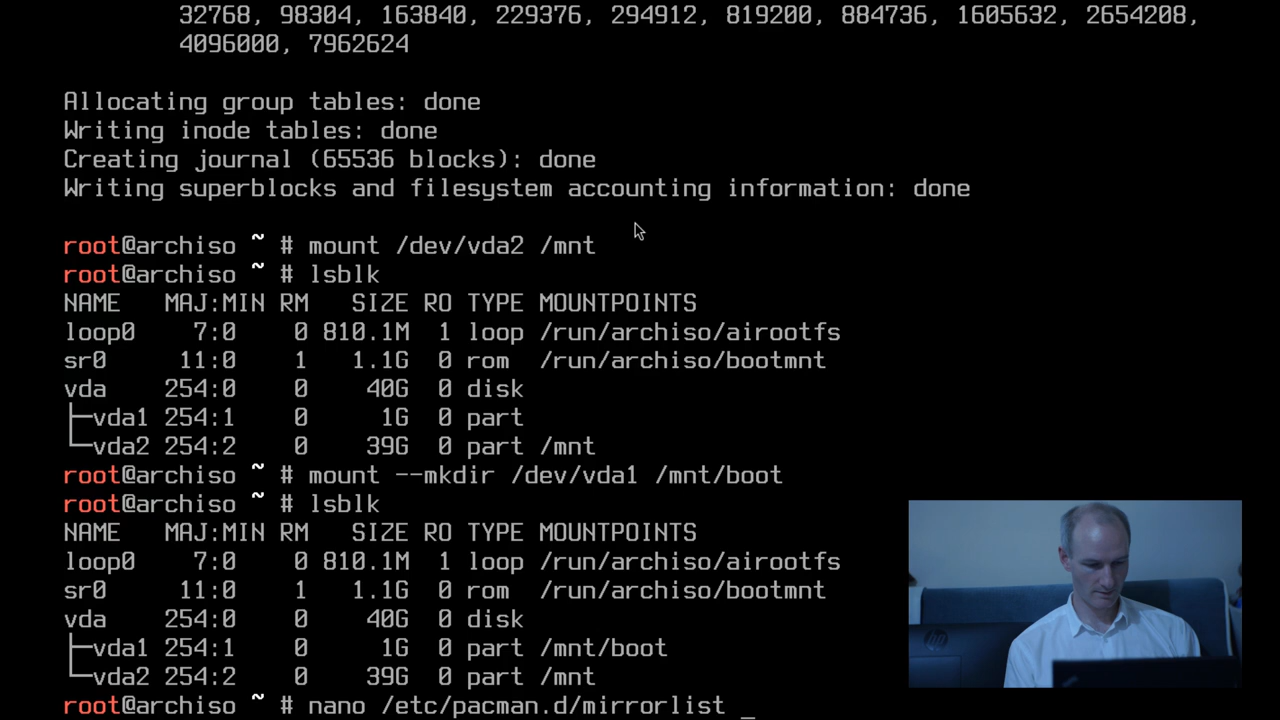 32768, 98304, 163840, 229376, 294912, 819200, 884736, 1605632, 2654208,
4096000, 7962624
Allocating group tables: done
Writing inode tables: done
Creating journal (65536 blocks): done
Writing superblocks and filesystem accounting information: done
root@archiso ~ # mount /dev/vda2 /mnt
root@archiso ~ # lsblk
NAME   MAJ:MIN RM   SIZE RO TYPE MOUNTPOINTS
loop0    7:0    0 810.1M  1 loop /run/archiso/airootfs
sr0     11:0    1   1.1G  0 rom  /run/archiso/bootmnt
vda    254:0    0    40G  0 disk
├─vda1 254:1    0     1G  0 part
└─vda2 254:2    0    39G  0 part /mnt
root@archiso ~ # mount --mkdir /dev/vda1 /mnt/boot
root@archiso ~ # lsblk
NAME   MAJ:MIN RM   SIZE RO TYPE MOUNTPOINTS
loop0    7:0    0 810.1M  1 loop /run/archiso/airootfs
sr0     11:0    1   1.1G  0 rom  /run/archiso/bootmnt
vda    254:0    0    40G  0 disk
├─vda1 254:1    0     1G  0 part /mnt/boot
└─vda2 254:2    0    39G  0 part /mnt
root@archiso ~ # nano /etc/pacman.d/mirrorlist _
hp